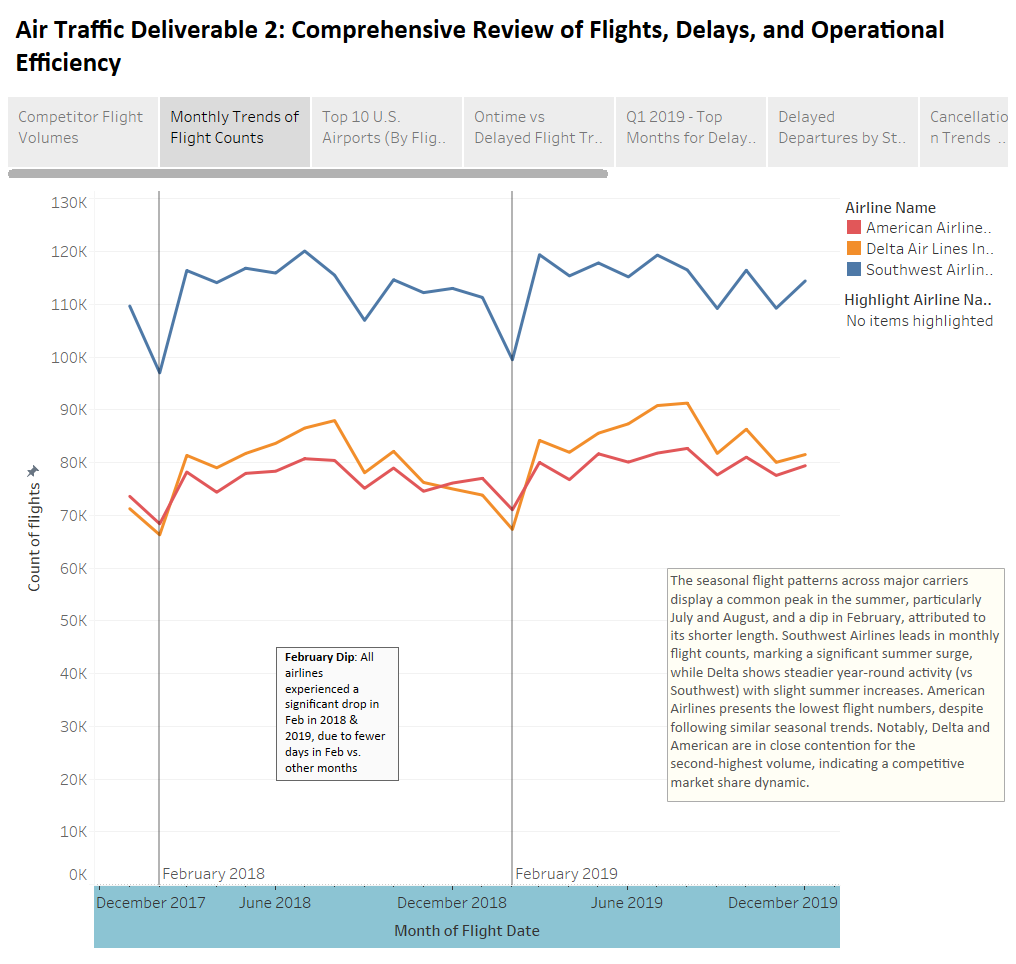 Air Traffic Deliverable 2: Comprehensive Review of Flights, Delays, and Operational
Efficiency
Competitor Flight
Volumes
Monthly Trends of
Flight Counts
Top 10 U.S.
Airports (By Flig..
Ontime vs
Delayed Flight Tr..
Q1 2019 - Top
Months for Delay..
Delayed
Departures by St..
Cancellatio
n Trends ..
130K
120K
110K
100K
90K
80K
70K
60K
50K
40K
30K
20K
10K
0K
Count of flights
Airline Name
American Airline..
Delta Air Lines In..
Southwest Airlin..
Highlight Airline Na..
No items highlighted
The seasonal flight patterns across major carriers
display a common peak in the summer, particularly
July and August, and a dip in February, attributed to
its shorter length. Southwest Airlines leads in monthly
flight counts, marking a significant summer surge,
while Delta shows steadier year-round activity (vs
Southwest) with slight summer increases. American
Airlines presents the lowest flight numbers, despite
following similar seasonal trends. Notably, Delta and
American are in close contention for the
second-highest volume, indicating a competitive
market share dynamic.
February Dip: All
airlines
experienced a
significant drop in
Feb in 2018 &
2019, due to fewer
days in Feb vs.
other months
February 2018
February 2019
December 2017
June 2018
December 2018
June 2019
December 2019
Month of Flight Date